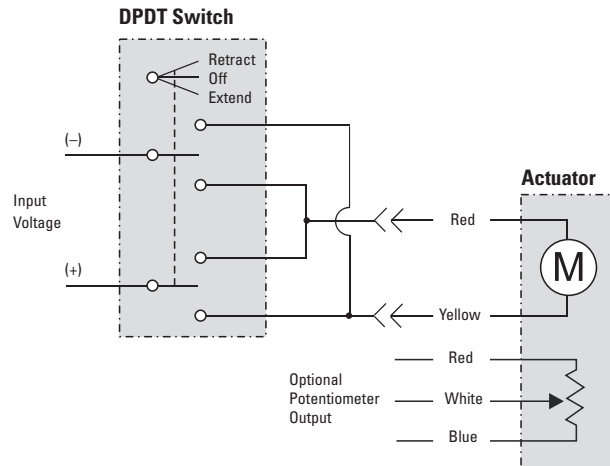 DPDT Switch
Retract
Off
Extend
(–)
Input
Voltage
(+)
Actuator
Red
M
Yellow
Red
Optional
Potentiometer
Output
White
Blue